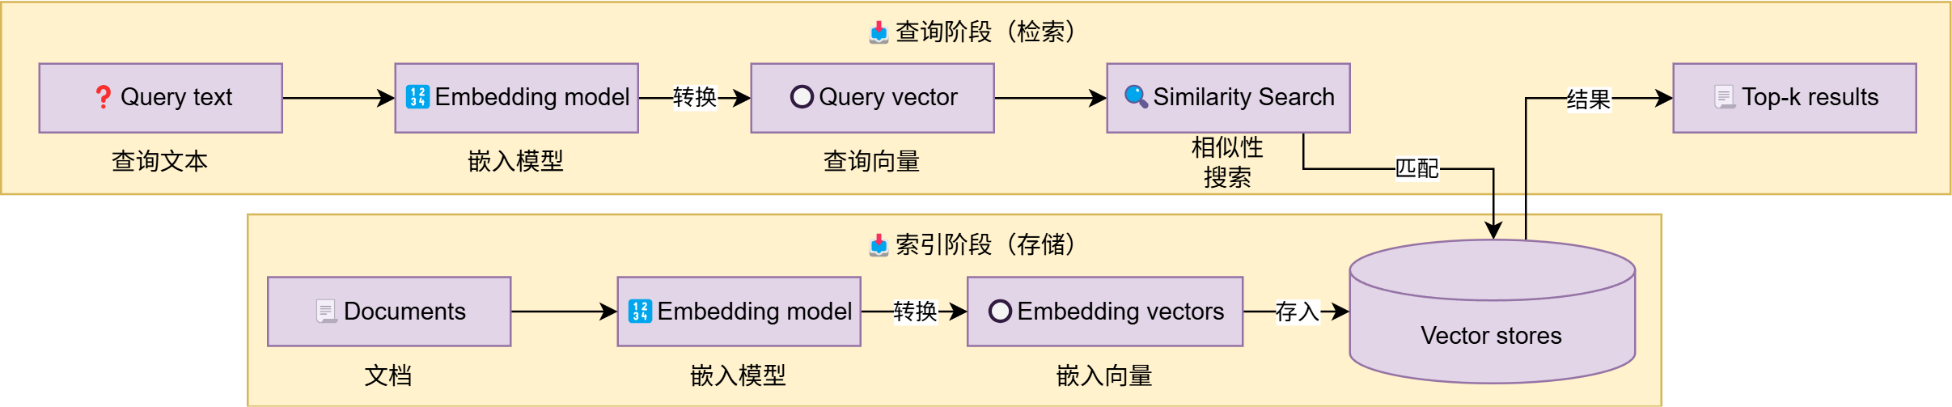 📥 查询阶段（检索）
❓ Query text
🔢 Embedding model
转换
⭕ Query vector
🔍 Similarity Search
结果
📃 Top-k results
查询文本
嵌入模型
查询向量
相似性
搜索
匹配
📥 索引阶段（存储）
📃 Documents
🔢 Embedding model
转换
⭕ Embedding vectors
存入
Vector stores
文档
嵌入模型
嵌入向量